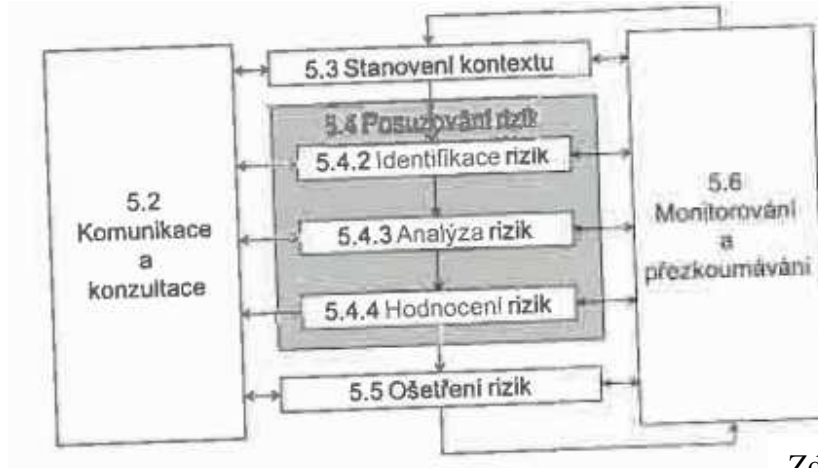 5.3 Stanovení kontextu
5.4 Posuzování rizik
5.4.2 Identifikace rizik
5.4.3 Analýza rizik
5.4.4 Hodnocení rizik
5.5 Ošetření rizik
5.2
Komunikace
a
konzultace
5.6
Monitorování
a
přezkoumávání
Zd